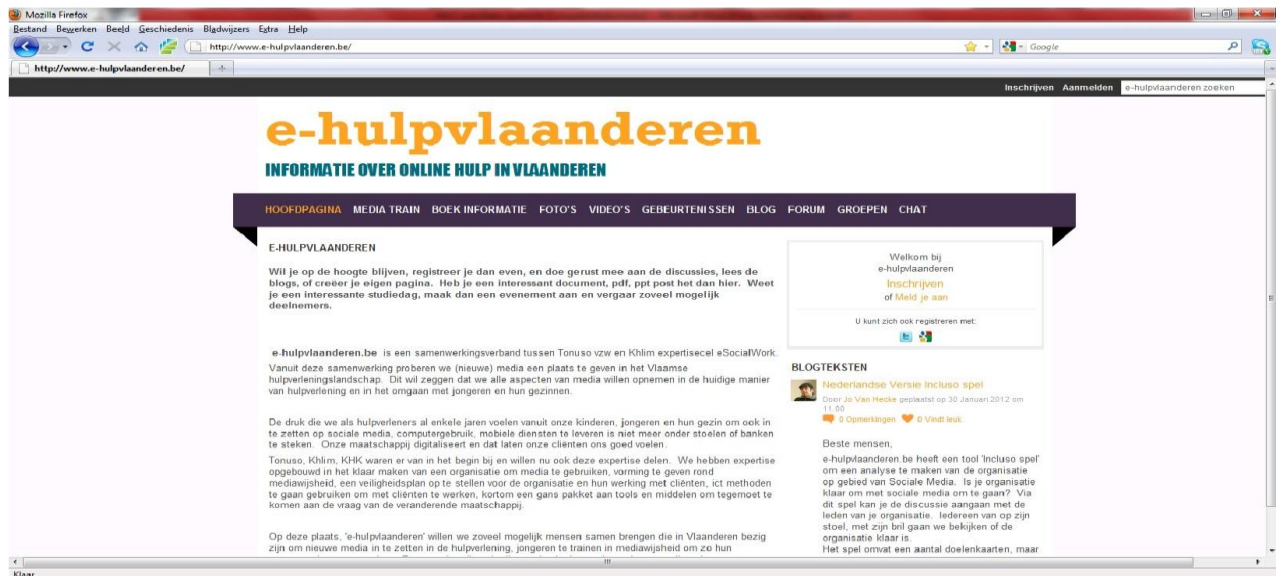 Mozilla Firefox
Bestand Bewerken Beeld Geschiedenis Bladwijzers Extra Help
http://www.e-hulpvlaanderen.be/
Google
http://www.e-hulpvlaanderen.be/
Inschrijven Aanmelden e-hulpvlaanderen zoeken
e-hulpvlaanderen
INFORMATIE OVER ONLINE HULP IN VLAANDEREN
HOOFDPAGINA MEDIA TRAIN BOEK INFORMATIE FOTO'S VIDEO'S GEBEURTENISSEN BLOG FORUM GROEPEN CHAT
E-HULPVLAANDEREN
Wil je op de hoogte blijven, registreer je dan even, en doe gerust mee aan de discussies, lees de
blogs, of creëer je eigen pagina. Heb je een interessant document, pdf, ppt post het dan hier. Weet
je een interessante studiedag, maak dan een evenement aan en vergaar zoveel mogelijk
deelnemers.
e-hulpvlaanderen.be is een samenwerkingsverband tussen Tonuso vzw en Khlim expertisecel eSocialWork.
Vanuit deze samenwerking proberen we (nieuwe) media een plaats te geven in het Vlaamse
hulpverleningslandschap. Dit wil zeggen dat we alle aspecten van media willen opnemen in de huidige manier
van hulpverlening en in het omgaan met jongeren en hun gezinnen.
De druk die we als hulpverleners al enkele jaren voelen vanuit onze kinderen, jongeren en hun gezin om ook in
te zetten op sociale media, computergebruik, mobiele diensten te leveren is niet meer onder stoelen of banken
te steken. Onze maatschappij digitaliseert en dat laten onze cliënten ons goed voelen.
Tonuso, Khlim, KHK waren er van in het begin bij en willen nu ook deze expertise delen. We hebben expertise
opgebouwd in het klaar maken van een organisatie om media te gebruiken, vorming te geven rond
mediawijsheid, een veiligheidsplan op te stellen voor de organisatie en hun werking met cliënten, ict methoden
te gaan gebruiken om met cliënten te werken, kortom een gans pakket aan tools en middelen om tegemoet te
komen aan de vraag van de veranderende maatschappij.
Op deze plaats, 'e-hulpvlaanderen' willen we zoveel mogelijk mensen samen brengen die in Vlaanderen bezig
zijn om nieuwe media in te zetten in de hulpverlening, jongeren te trainen in mediawijsheid om zo hun
Welkom bij
e-hulpvlaanderen
Inschrijven
of Meld je aan
U kunt zich ook registreren met:
BLOGTEKSTEN
Nederlandse Versie Incluso spel
Door Jo Van Hecke geplaatst op 30 Januari 2012 om
11.00
0 Opmerkingen 0 Vindt leuk
Beste mensen,
e-hulpvlaanderen.be heeft een tool 'Incluso spel'
om een analyse te maken van de organisatie
op gebied van Sociale Media. Is je organisatie
klaar om met sociale media om te gaan? Via
dit spel kan je de discussie aangaan met de
leden van je organisatie. Iedereen van op zijn
stoel, met zijn bril gaan we bekijken of de
organisatie klaar is.
Het spel omvat een aantal doelenkaarten, maar
Klaar